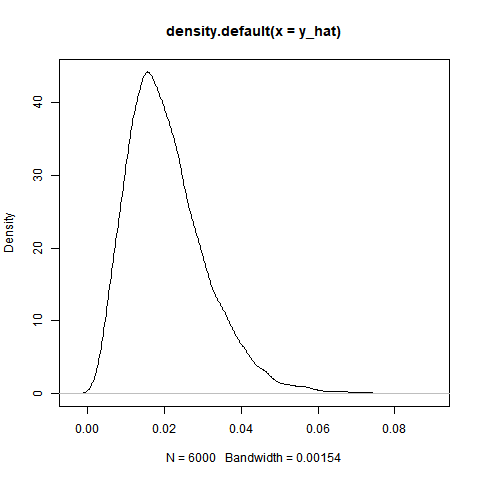 density.default(x = y_hat)
Density
40
30
20
10
0
0.00 0.02 0.04 0.06 0.08
N = 6000 Bandwidth = 0.00154